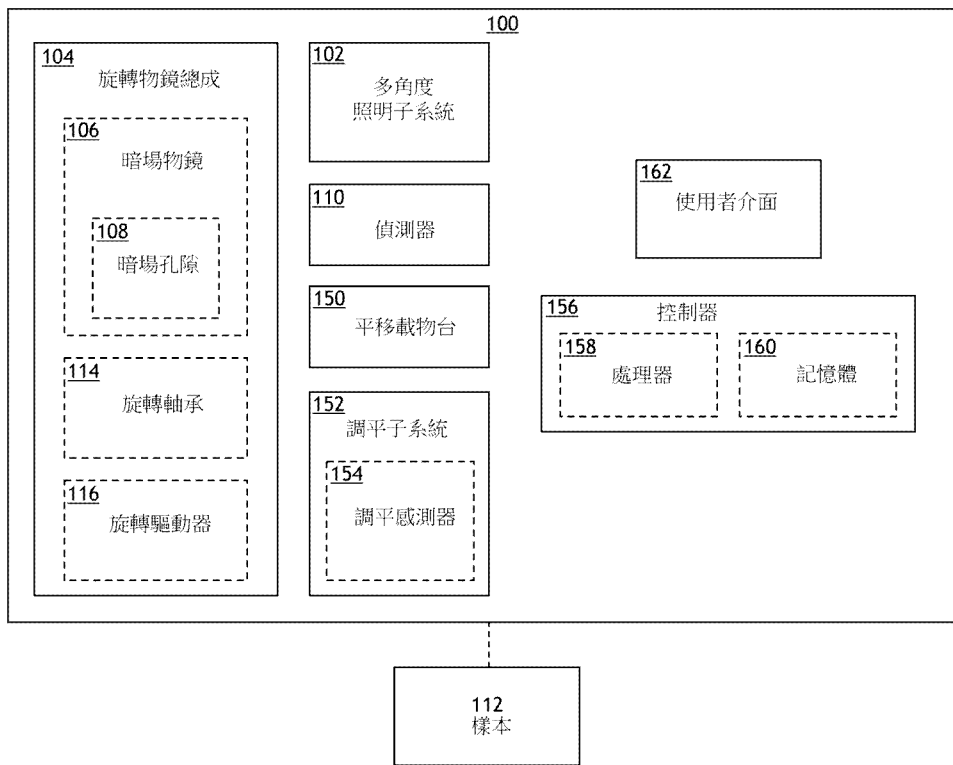 100
104
旋轉物鏡總成
106
暗場物鏡
108
暗場孔隙
114
旋轉軸承
116
旋轉驅動器
102
多角度
照明子系統
110
偵測器
150
平移載物台
152
調平子系統
154
調平感測器
162
使用者介面
156
控制器
158
處理器
160
記憶體
112
樣本